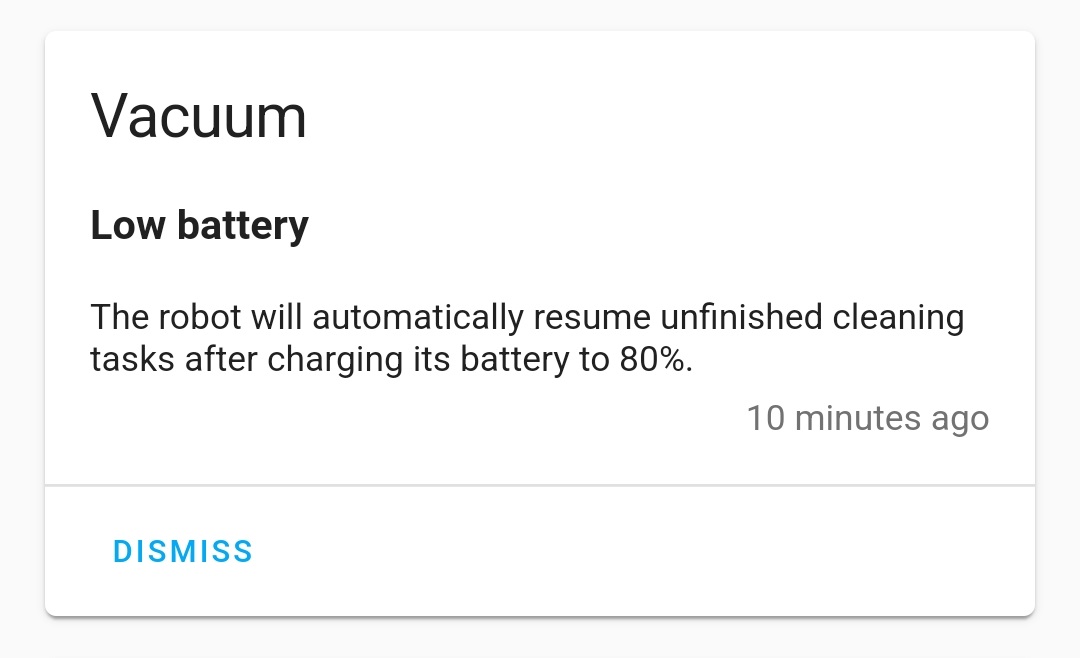 Vacuum
Low battery
The robot will automatically resume unfinished cleaning
tasks after charging its battery to 80%.
10 minutes ago
DISMISS